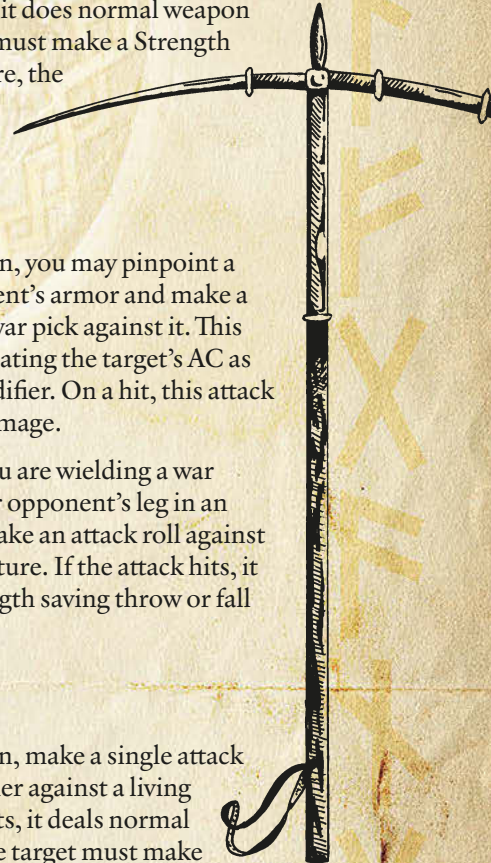 it does normal weapon
must make a Strength
re, the
n, you may pinpoint a
ent's armor and make a
war pick against it. This
ating the target's AC as
difier. On a hit, this attack
mage.
u are wielding a war
r opponent's leg in an
ake an attack roll against
ture. If the attack hits, it
gth saving throw or fall
n, make a single attack
er against a living
ts, it deals normal
e target must make